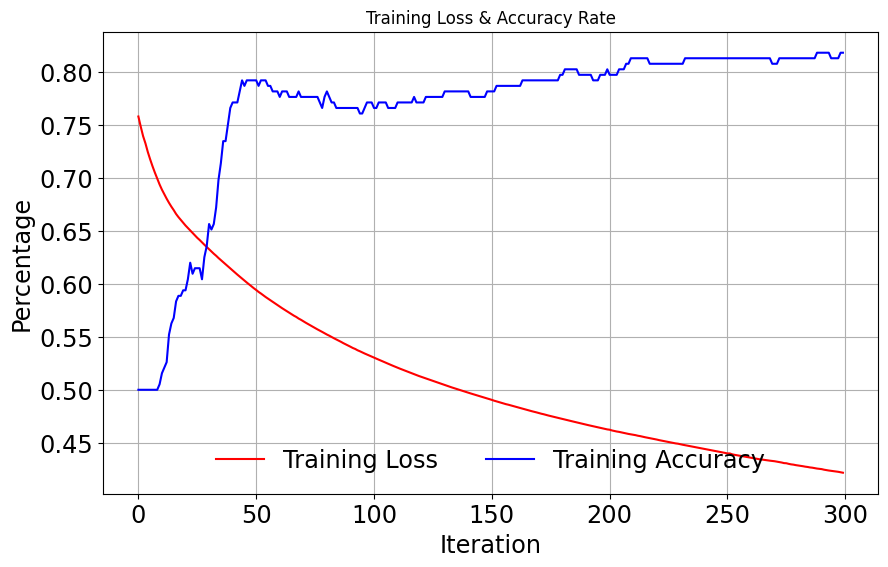 Training Loss & Accuracy Rate
0.80
0.75
0.70
0.65
0.60
0.55
0.50
0.45
Percentage
Training Loss
Training Accuracy
0 50 100 150 200 250 300
Iteration